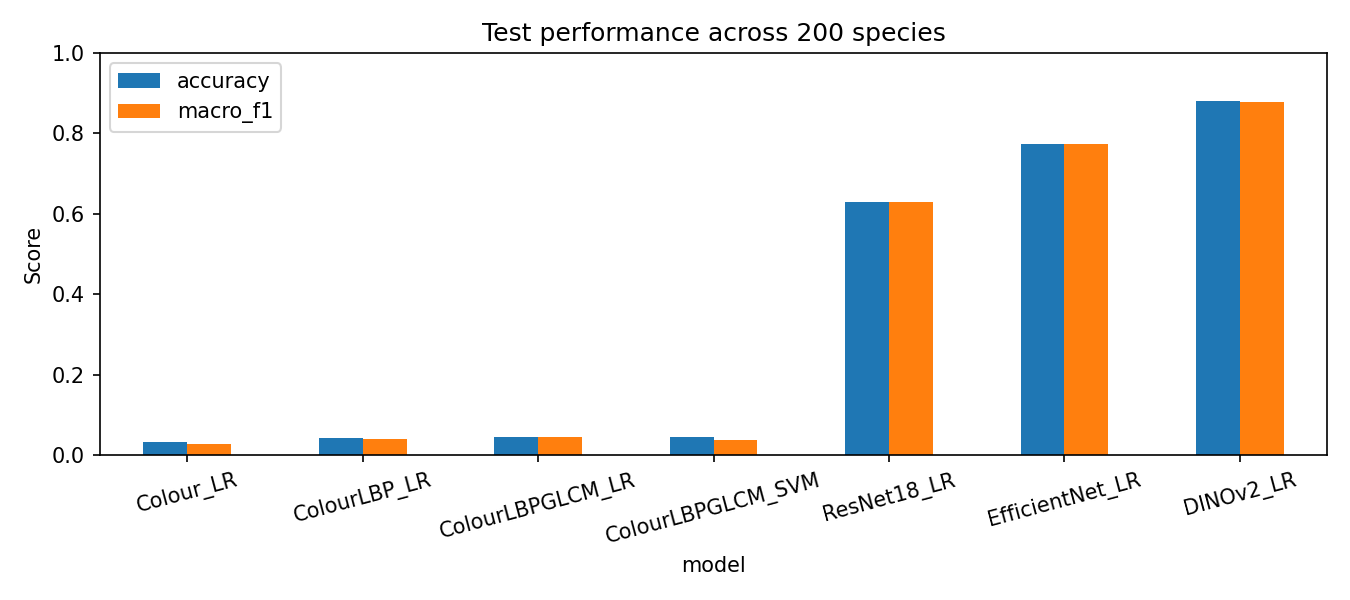 Test performance across 200 species
accuracy
macro_f1
Score
1.0
0.8
0.6
0.4
0.2
0.0
Colour_LR
ColourLBP_LR
ColourLBPGLCM_LR
ColourLBPGLCM_SVM
ResNet18_LR
EfficientNet_LR
DINOv2_LR
model